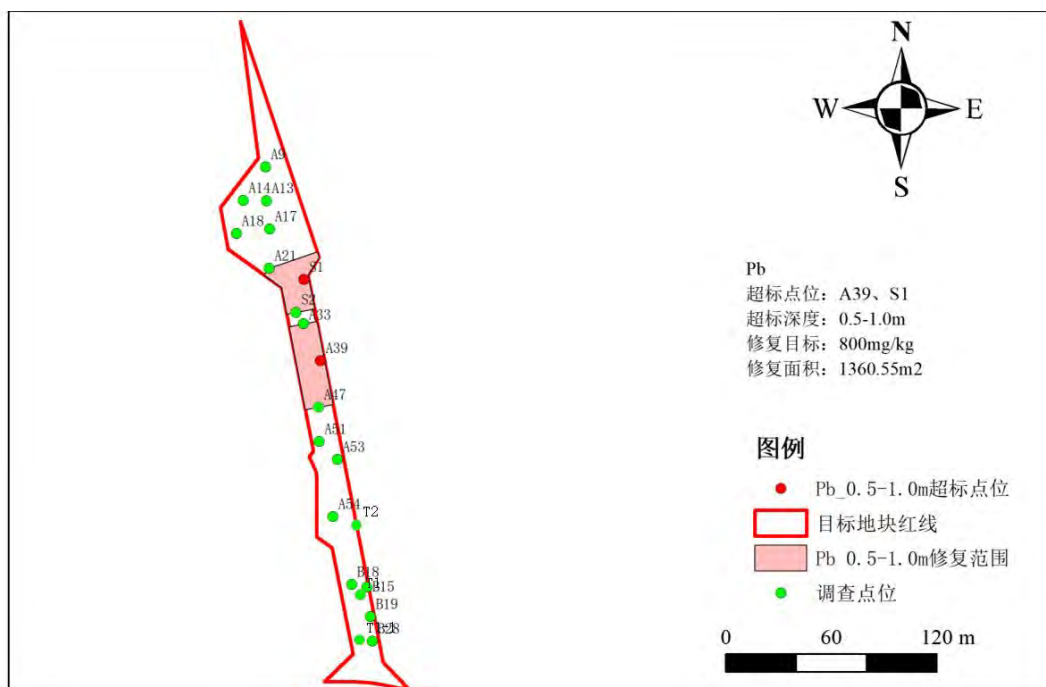 N
W
E
S
A9
A14
A13
A18
A17
A21
S1
S2
A33
A39
A47
A51
A53
A54
T2
B18
B15
B19
Pb
超标点位：A39、S1
超标深度：0.5-1.0m
修复目标：800mg/kg
修复面积：1360.55m2
图例
Pb_0.5-1.0m超标点位
目标地块红线
Pb 0.5-1.0m修复范围
调查点位
0 60 120 m